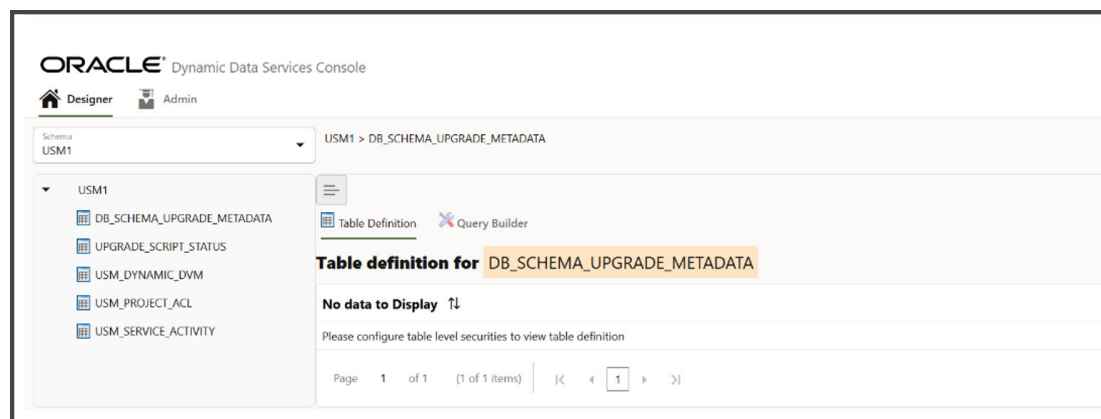 ORACLE Dynamic Data Services Console
Designer Admin
Schema
USM1
USM1 > DB_SCHEMA_UPGRADE_METADATA
USM1
DB_SCHEMA_UPGRADE_METADATA
UPGRADE_SCRIPT_STATUS
USM_DYNAMIC_DVM
USM_PROJECT_ACL
USM_SERVICE_ACTIVITY
Table Definition Query Builder
Table definition for DB_SCHEMA_UPGRADE_METADATA
No data to Display
Please configure table level securities to view table definition
Page 1 of 1 (1 of 1 items) 1